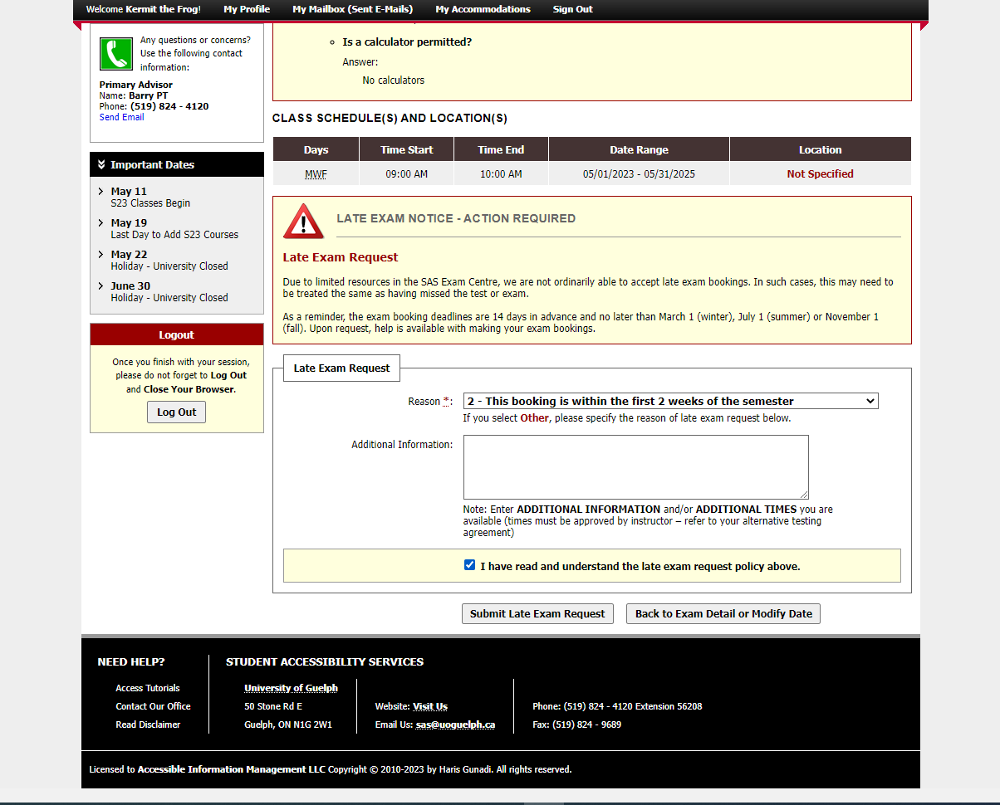 Welcome Kermit the Frog! My Profile My Mailbox (Sent E-Mails) My Accommodations Sign Out
Any questions or concerns?
Use the following contact
information:
Primary Advisor
Name: Barry PT
Phone: (519) 824 - 4120
Send Email
Important Dates
May 11
S23 Classes Begin
May 19
Last Day to Add S23 Courses
May 22
Holiday - University Closed
June 30
Holiday - University Closed
Logout
Once you finish with your session,
please do not forget to Log Out
and Close Your Browser.
Log Out
Is a calculator permitted?
Answer:
No calculators
CLASS SCHEDULE(S) AND LOCATION(S)
Days Time Start Time End Date Range Location
MWF 09:00 AM 10:00 AM 05/01/2023 - 05/31/2025 Not Specified
LATE EXAM NOTICE - ACTION REQUIRED
Late Exam Request
Due to limited resources in the SAS Exam Centre, we are not ordinarily able to accept late exam bookings. In such cases, this may need to
be treated the same as having missed the test or exam.
As a reminder, the exam booking deadlines are 14 days in advance and no later than March 1 (winter), July 1 (summer) or November 1
(fall). Upon request, help is available with making your exam bookings.
Late Exam Request
Reason *: 2 - This booking is within the first 2 weeks of the semester
If you select Other, please specify the reason of late exam request below.
Additional Information:
Note: Enter ADDITIONAL INFORMATION and/or ADDITIONAL TIMES you are
available (times must be approved by instructor – refer to your alternative testing
agreement)
I have read and understand the late exam request policy above.
Submit Late Exam Request Back to Exam Detail or Modify Date
NEED HELP?
Access Tutorials
Contact Our Office
Read Disclaimer
STUDENT ACCESSIBILITY SERVICES
University of Guelph
50 Stone Rd E
Guelph, ON N1G 2W1
Website: Visit Us
Email Us: sas@uoguelph.ca
Phone: (519) 824 - 4120 Extension 56208
Fax: (519) 824 - 9689
Licensed to Accessible Information Management LLC Copyright © 2010-2023 by Haris Gunadi. All rights reserved.